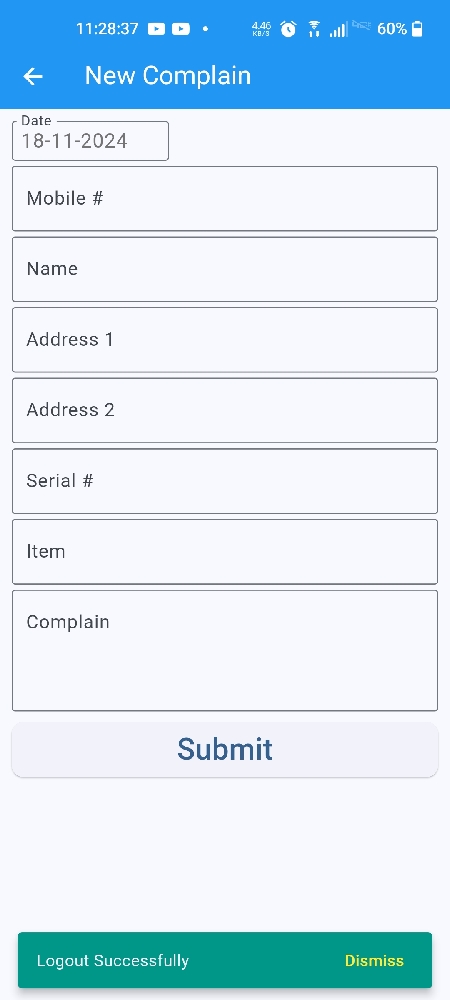 11:28:37 4.46 KB/S 60%
New Complain
Date
18-11-2024
Mobile #
Name
Address 1
Address 2
Serial #
Item
Complain
Submit
Logout Successfully Dismiss